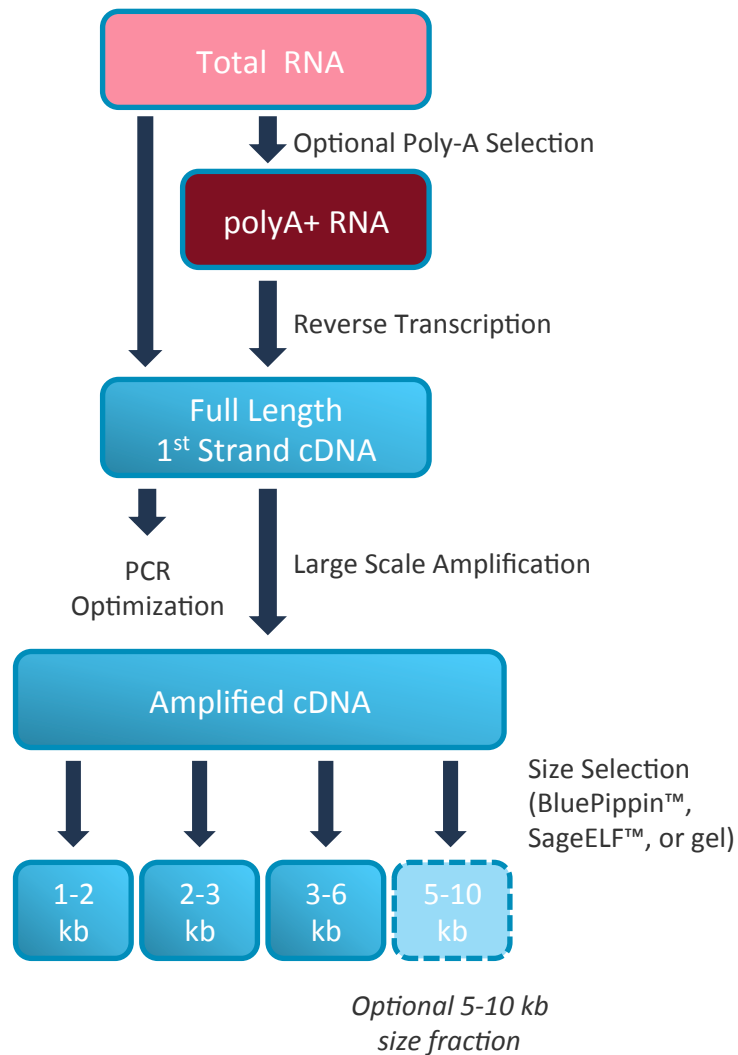 Total RNA
Optional Poly-A Selection
polyA+ RNA
Reverse Transcription
Full Length
1st Strand cDNA
PCR
Optimization
Large Scale Amplification
Amplified cDNA
Size Selection
(BluePippin™,
SageELF™, or gel)
1-2
kb
2-3
kb
3-6
kb
5-10
kb
Optional 5-10 kb
size fraction